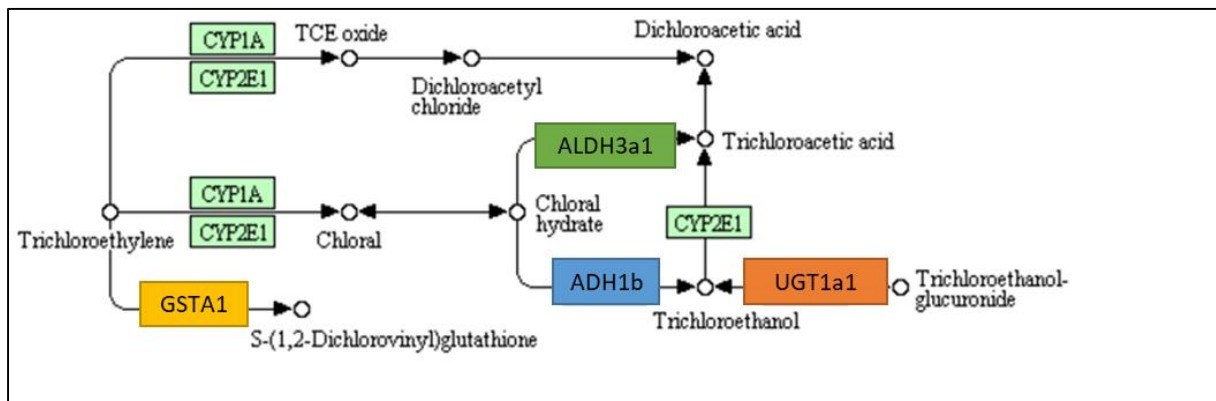 CYP1A
TCE oxide
Dichloroacetic acid
CYP2E1
Dichloroacetyl
chloride
ALDH3a1
Trichloroacetic acid
CYP1A
Chloral
hydrate
CYP2E1
Trichloroethylene
CYP2E1
Chloral
ADH1b
UGT1a1
Trichloroethanol-
glucuronide
GSTA1
Trichloroethanol
S-(1,2-Dichlorovinyl)glutathione